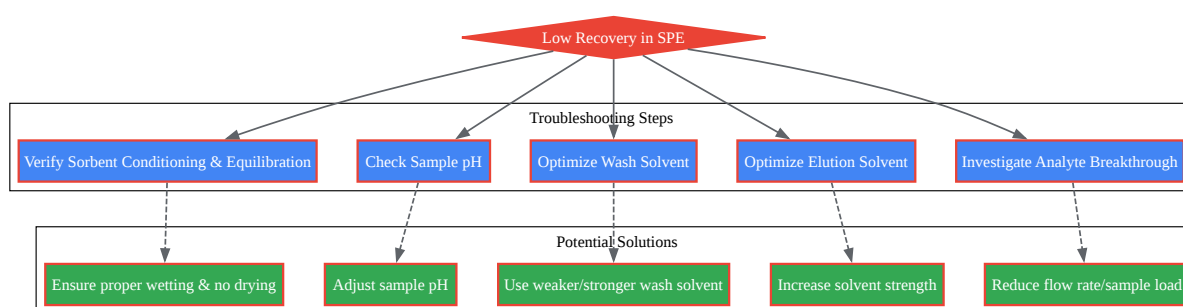 Low Recovery in SPE
Troubleshooting Steps
Verify Sorbent Conditioning & Equilibration
Check Sample pH
Optimize Wash Solvent
Optimize Elution Solvent
Investigate Analyte Breakthrough
Potential Solutions
Ensure proper wetting & no drying
Adjust sample pH
Use weaker/stronger wash solvent
Increase solvent strength
Reduce flow rate/sample load